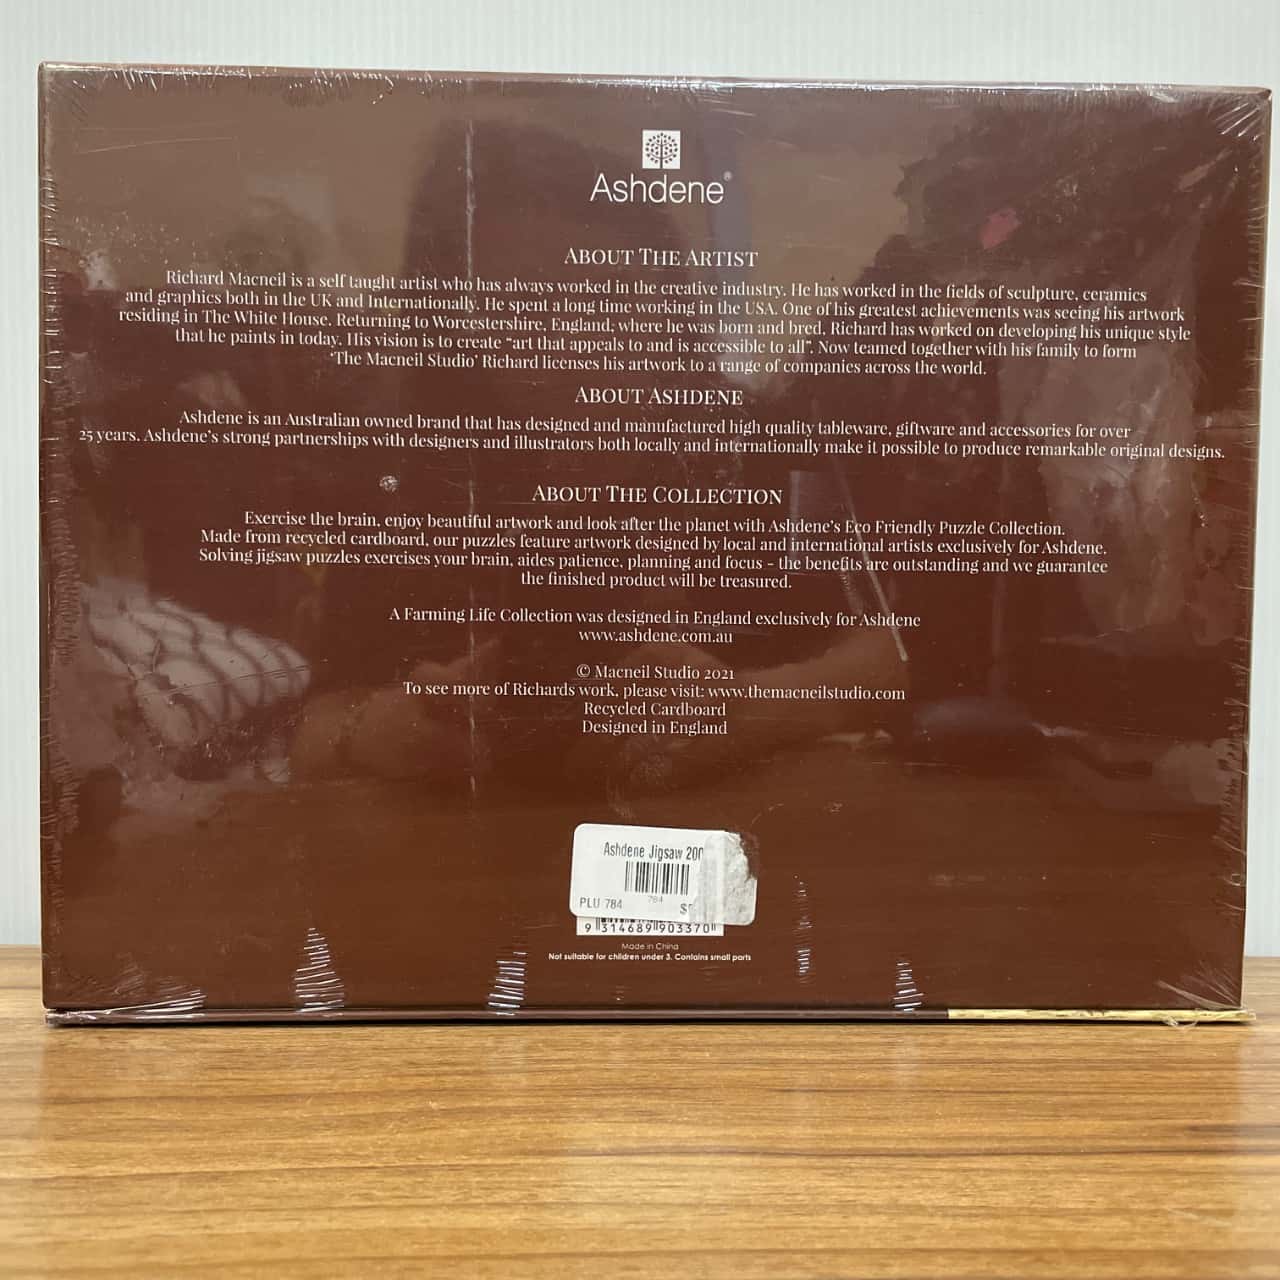 Ashdene®
ABOUT THE ARTIST
Richard Macneil is a self taught artist who has always worked in the creative industry. He has worked in the fields of sculpture, ceramics
and graphics both in the UK and Internationally. He spent a long time working in the USA. One of his greatest achievements was seeing his artwork
residing in The White House. Returning to Worcestershire, England; where he was born and bred, Richard has worked on developing his unique style
that he paints in today. His vision is to create “art that appeals to and is accessible to all”. Now teamed together with his family to form
‘The Macneil Studio’ Richard licenses his artwork to a range of companies across the world.
ABOUT ASHDENE
Ashdene is an Australian owned brand that has designed and manufactured high quality tableware, giftware and accessories for over
25 years. Ashdene’s strong partnerships with designers and illustrators both locally and internationally make it possible to produce remarkable original designs.
ABOUT THE COLLECTION
Exercise the brain, enjoy beautiful artwork and look after the planet with Ashdene’s Eco Friendly Puzzle Collection.
Made from recycled cardboard, our puzzles feature artwork designed by local and international artists exclusively for Ashdene.
Solving jigsaw puzzles exercises your brain, aides patience, planning and focus - the benefits are outstanding and we guarantee
the finished product will be treasured.
A Farming Life Collection was designed in England exclusively for Ashdene
www.ashdene.com.au
© Macneil Studio 2021
To see more of Richards work, please visit: www.themacneilstudio.com
Recycled Cardboard
Designed in England
Ashdene Jigsaw
784
PLU 784
9 314689 903370
Made in China
Not suitable for children under 3. Contains small parts